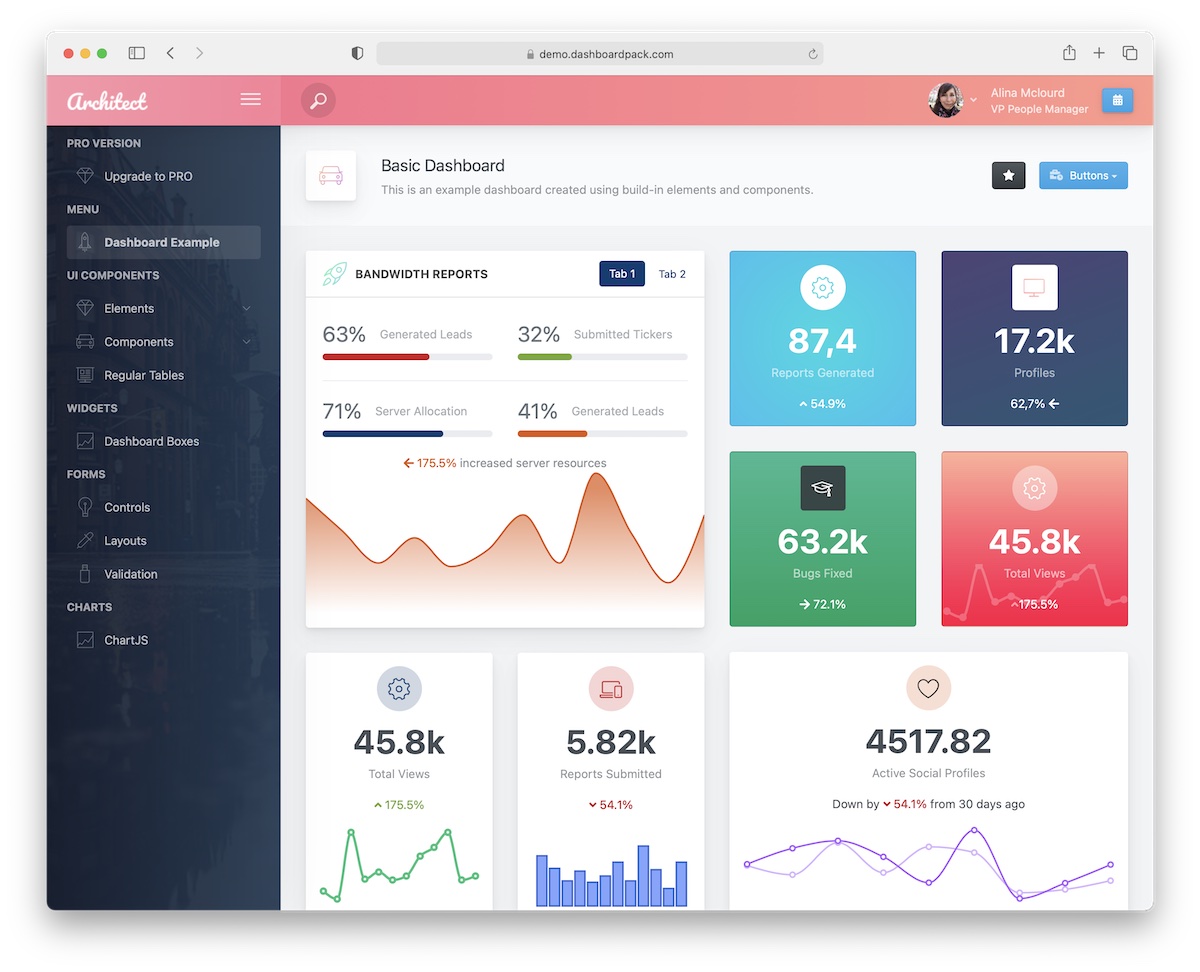 demo.dashboardpack.com
Architect
Alina Mclourd
VP People Manager
PRO VERSION
Upgrade to PRO
MENU
Dashboard Example
UI COMPONENTS
Elements
Components
Regular Tables
WIDGETS
Dashboard Boxes
FORMS
Controls
Layouts
Validation
CHARTS
ChartJS
Basic Dashboard
This is an example dashboard created using build-in elements and components.
Buttons
BANDWIDTH REPORTS
Tab 1
Tab 2
63% Generated Leads
32% Submitted Tickers
71% Server Allocation
41% Generated Leads
175.5% increased server resources
87,4
Reports Generated
54.9%
17.2k
Profiles
62,7%
63.2k
Bugs Fixed
72.1%
45.8k
Total Views
175.5%
45.8k
Total Views
175.5%
5.82k
Reports Submitted
54.1%
4517.82
Active Social Profiles
Down by 54.1% from 30 days ago